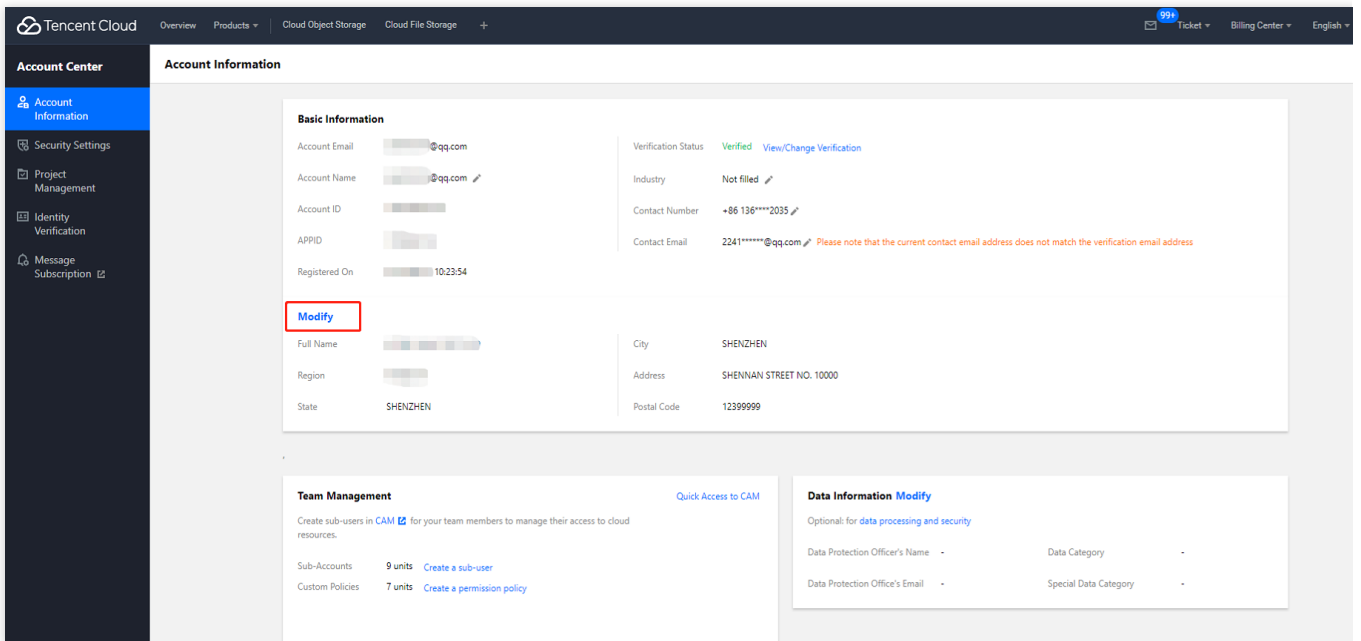 Tencent Cloud
Overview
Products
Cloud Object Storage
Cloud File Storage
+
99+
Ticket
Billing Center
English
Account Center
Account Information
Account
Information
Security Settings
Project
Management
Identity
Verification
Message
Subscription
Basic Information
Account Email @qq.com
Account Name @qq.com
Account ID
APPID
Registered On 10:23:54
Verification Status Verified View/Change Verification
Industry Not filled
Contact Number +86 136****2035
Contact Email 2241******@qq.com Please note that the current contact email address does not match the verification email address
Modify
Full Name
Region
State SHENZHEN
City SHENZHEN
Address SHENNAN STREET NO. 10000
Postal Code 12399999
Team Management Quick Access to CAM
Create sub-users in CAM for your team members to manage their access to cloud
resources.
Sub-Accounts 9 units Create a sub-user
Custom Policies 7 units Create a permission policy
Data Information Modify
Optional: for data processing and security
Data Protection Officer's Name - Data Category -
Data Protection Office's Email - Special Data Category -